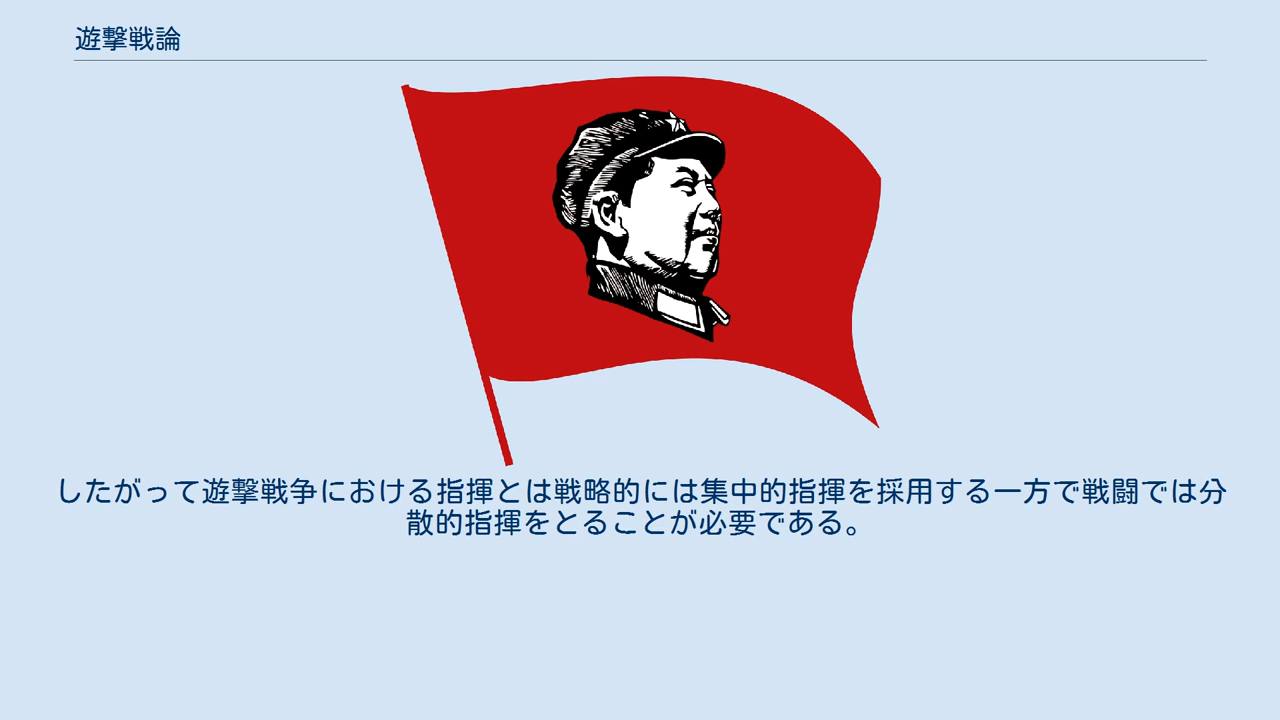 遊撃戦論
したがって遊撃戦争における指揮とは戦略的には集中的指揮を採用する一方で戦闘では分
散的指揮をとることが必要である。